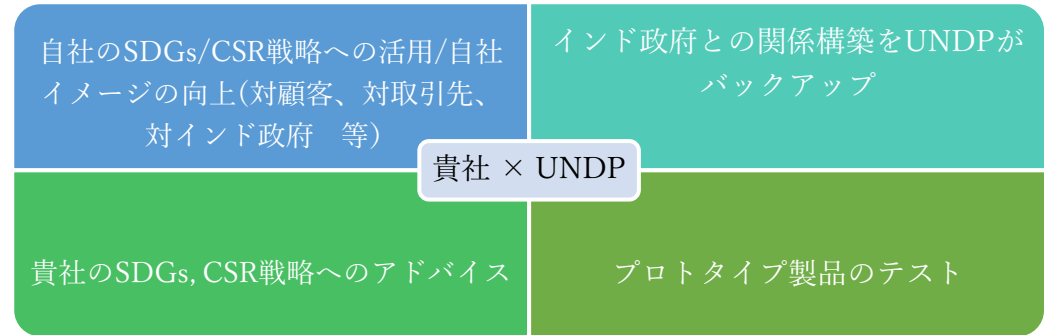 自社のSDGs/CSR戦略への活用/自社
イメージの向上(対顧客、対取引先、
対インド政府　等)
インド政府との関係構築をUNDPが
バックアップ
貴社 × UNDP
貴社のSDGs, CSR戦略へのアドバイス
プロトタイプ製品のテスト